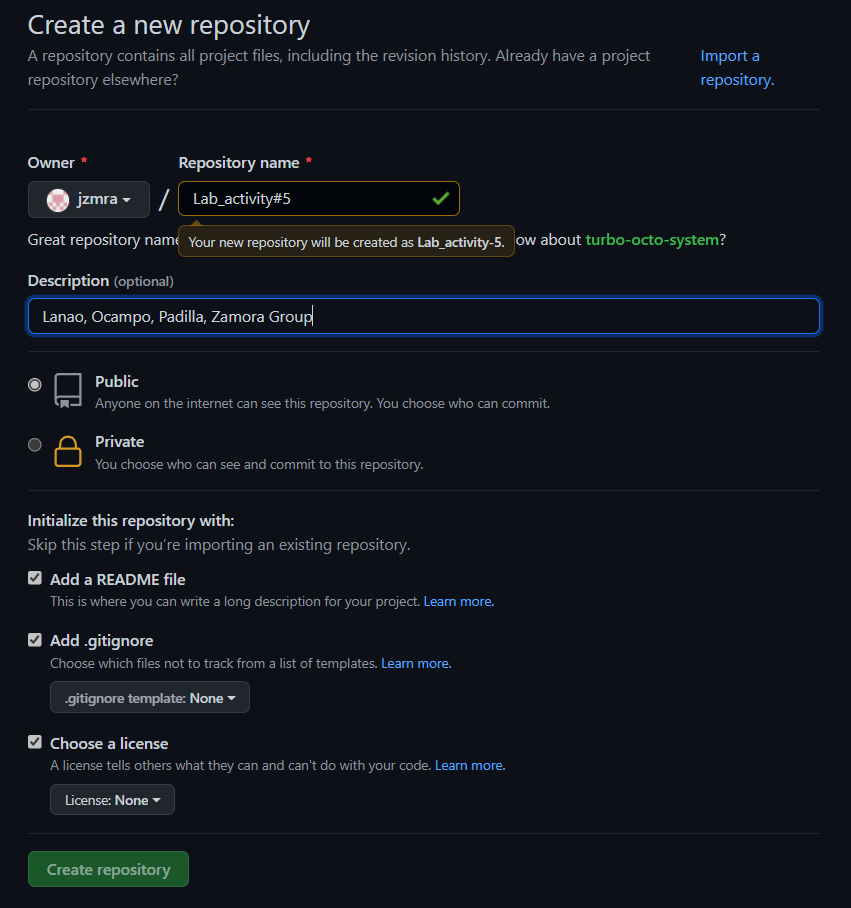 Create a new repository
A repository contains all project files, including the revision history. Already have a project
repository elsewhere?
Import a
repository.
Owner *
Repository name *
jzmra
/
Lab_activity#5
Great repository name
Your new repository will be created as Lab_activity-5.
ow about turbo-octo-system?
Description (optional)
Lanao, Ocampo, Padilla, Zamora Group
Public
Anyone on the internet can see this repository. You choose who can commit.
Private
You choose who can see and commit to this repository.
Initialize this repository with:
Skip this step if you're importing an existing repository.
Add a README file
This is where you can write a long description for your project. Learn more.
Add .gitignore
Choose which files not to track from a list of templates. Learn more.
.gitignore template: None
Choose a license
A license tells others what they can and can't do with your code. Learn more.
License: None
Create repository